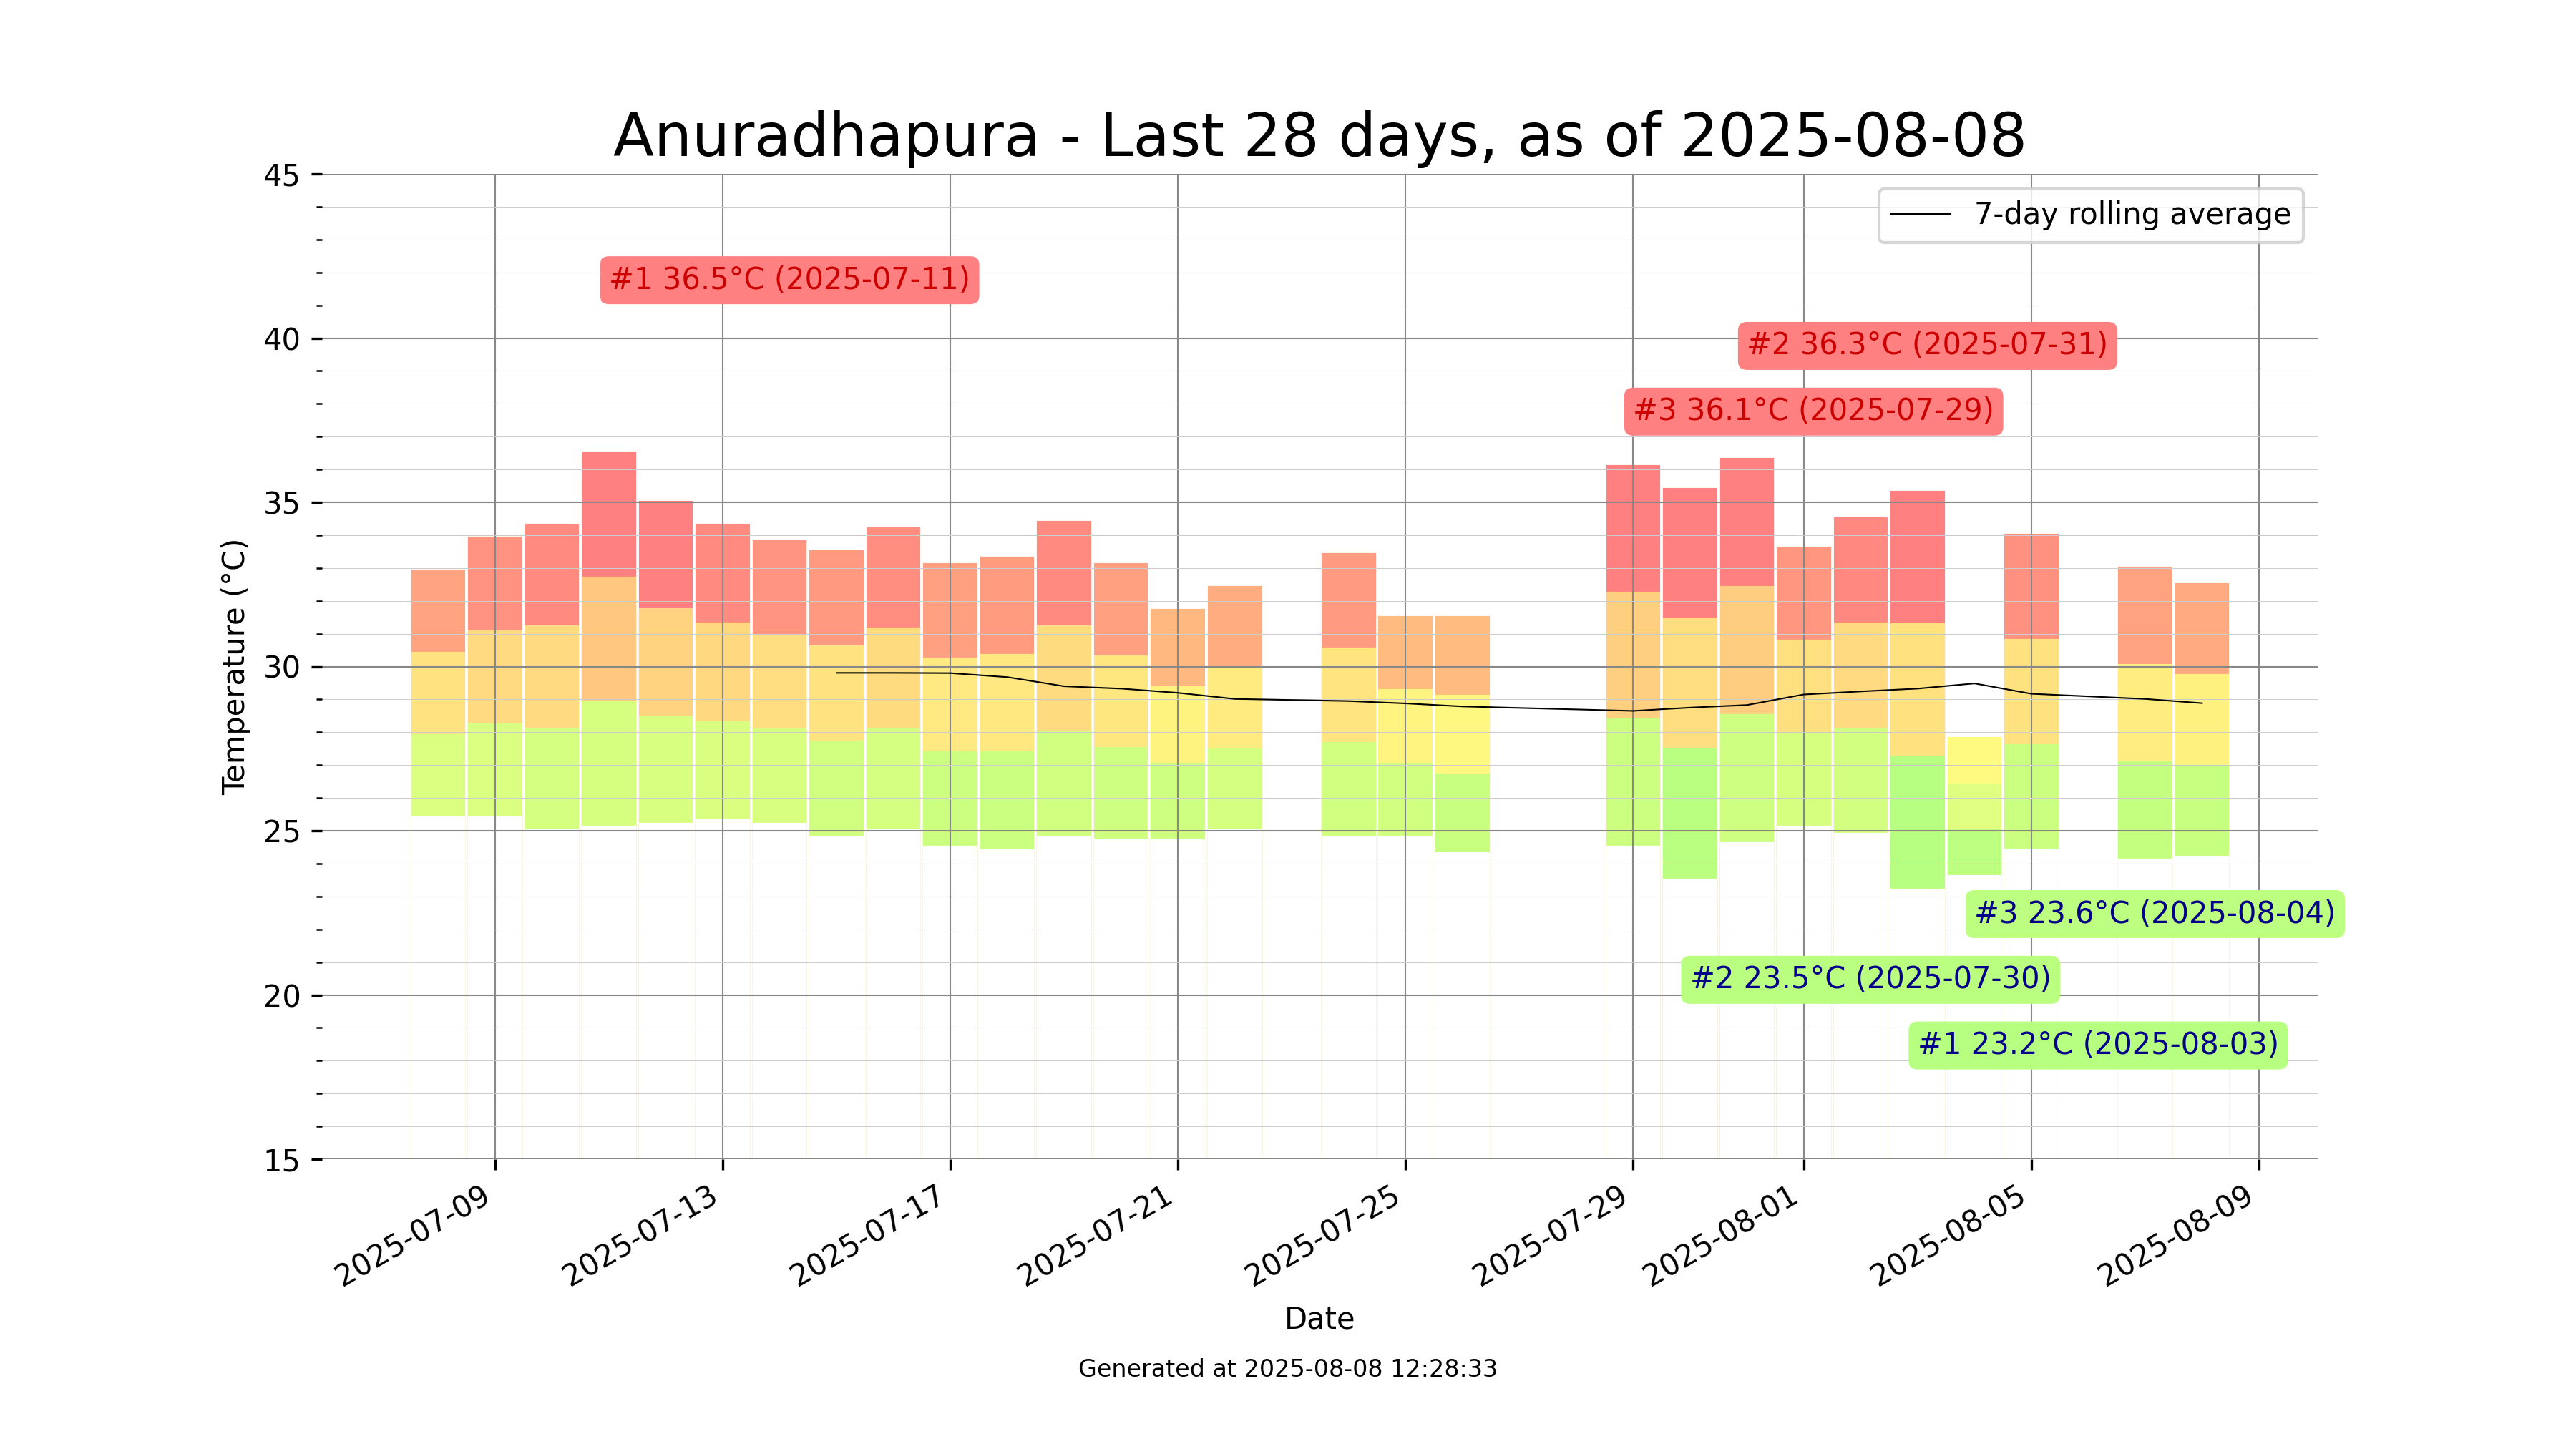 Anuradhapura - Last 28 days, as of 2025-08-08
45
7-day rolling average
#1 36.5°C (2025-07-11)
40
#2 36.3°C (2025-07-31)
#3 36.1°C (2025-07-29)
35
Temperature (°C)
30
25
#3 23.6°C (2025-08-04)
#2 23.5°C (2025-07-30)
20
#1 23.2°C (2025-08-03)
15
2025-07-09
2025-07-13
2025-07-17
2025-07-21
2025-07-25
2025-07-29
2025-08-01
2025-08-05
2025-08-09
Date
Generated at 2025-08-08 12:28:33